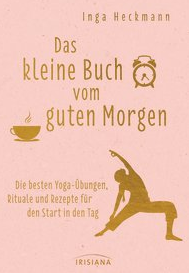 Inga Heckmann
Das
kleine Buch
vom
guten Morgen
Die besten Yoga-Übungen,
Rituale und Rezepte für
den Start in den Tag
IRISIANA